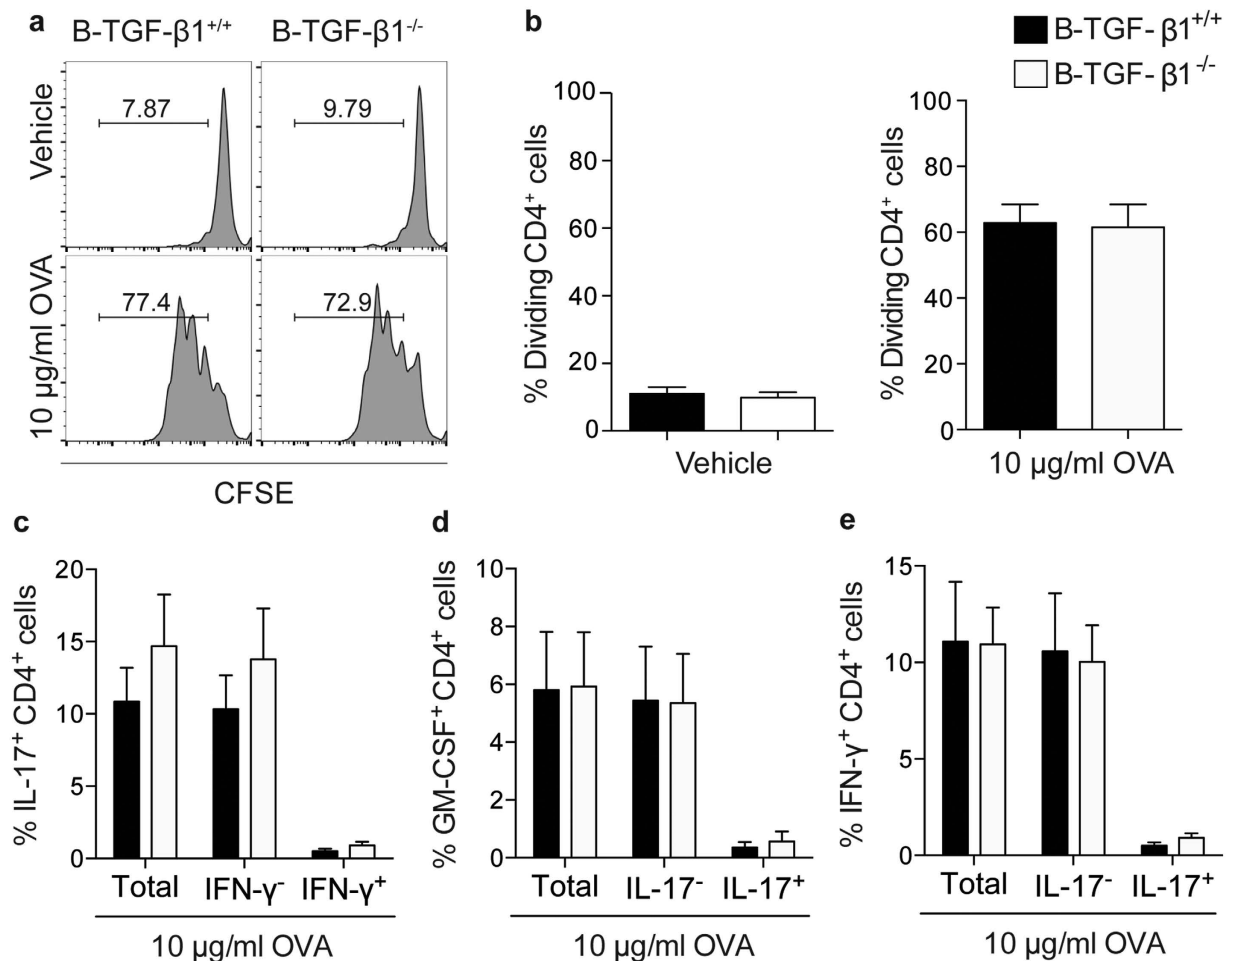 a
B-TGF-β1+/+
B-TGF-β1-/-
Vehicle
7.87
9.79
10 µg/ml OVA
77.4
72.9
CFSE
b
B-TGF- β1+/+
B-TGF- β1-/-
% Dividing CD4+ cells
100
80
60
40
20
0
Vehicle
% Dividing CD4+ cells
100
80
60
40
20
0
10 µg/ml OVA
c
% IL-17+ CD4+ cells
20
15
10
5
0
Total IFN-γ- IFN-γ+
10 µg/ml OVA
d
% GM-CSF+ CD4+ cells
10
8
6
4
2
0
Total IL-17- IL-17+
10 µg/ml OVA
e
% IFN-γ+ CD4+ cells
15
10
5
0
Total IL-17- IL-17+
10 µg/ml OVA